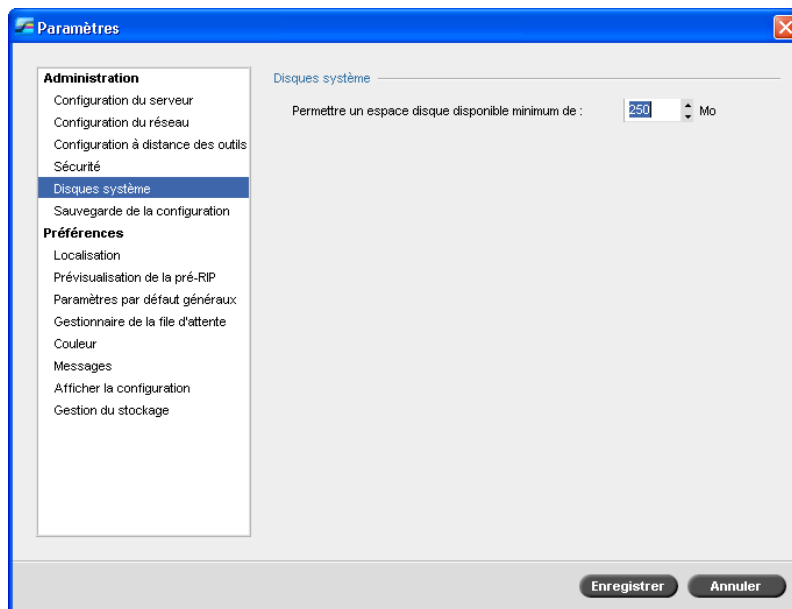 Paramètres
Administration
Configuration du serveur
Configuration du réseau
Configuration à distance des outils
Sécurité
Disques système
Sauvegarde de la configuration
Préférences
Localisation
Prévisualisation de la pré-RIP
Paramètres par défaut généraux
Gestionnaire de la file d'attente
Couleur
Messages
Afficher la configuration
Gestion du stockage
Disques système
Permettre un espace disque disponible minimum de : 250 Mo
Enregistrer Annuler